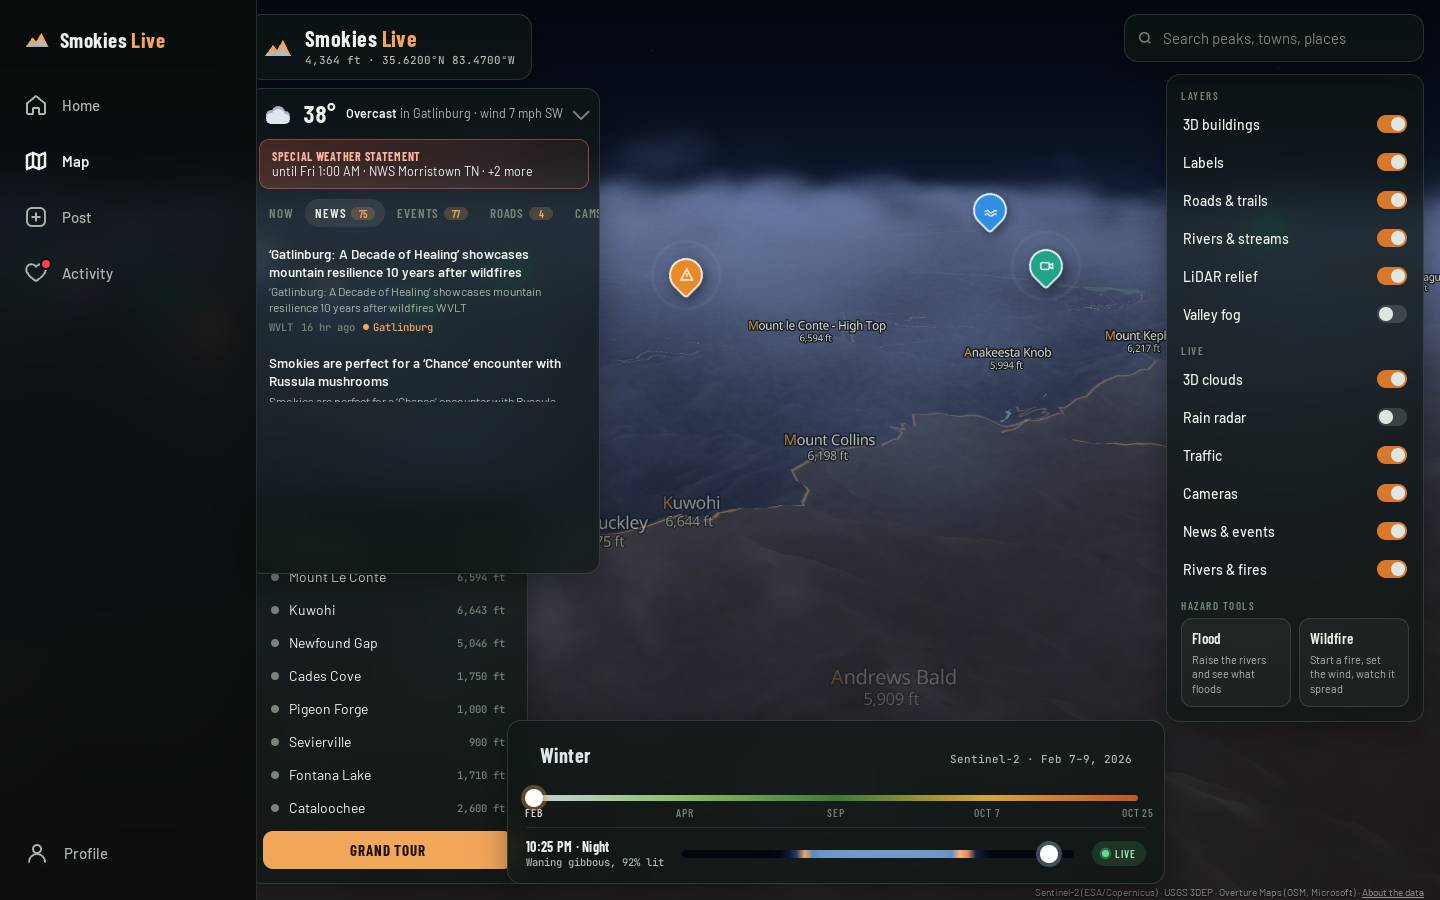 Smokies Live
Home
Map
Post
Activity
Profile
Smokies Live
4,364 ft · 35.6200°N 83.4700°W
38° Overcast in Gatlinburg · wind 7 mph SW
SPECIAL WEATHER STATEMENT
until Fri 1:00 AM · NWS Morristown TN · +2 more
NOW NEWS 75 EVENTS 77 ROADS 4 CAMS
‘Gatlinburg: A Decade of Healing’ showcases
mountain resilience 10 years after wildfires
‘Gatlinburg: A Decade of Healing’ showcases mountain
resilience 10 years after wildfires WVLT
WVLT 16 hr ago Gatlinburg
Smokies are perfect for a ‘Chance’ encounter with
Russula mushrooms
Smokies are perfect for a ‘Chance’ encounter with Russula
Mount Le Conte 6,594 ft
Kuwohi 6,643 ft
Newfound Gap 5,046 ft
Cades Cove 1,750 ft
Pigeon Forge 1,000 ft
Sevierville 900 ft
Fontana Lake 1,710 ft
Cataloochee 2,600 ft
GRAND TOUR
Mount le Conte - High Top
6,594 ft
Anakeesta Knob
5,994 ft
Mount Keph
6,217 ft
Mount Collins
6,198 ft
Kuwohi
6,644 ft
uckley
75 ft
Andrews Bald
5,909 ft
Winter
Sentinel-2 · Feb 7-9, 2026
FEB APR SEP OCT 7 OCT 25
10:25 PM · Night
Waning gibbous, 92% lit
LIVE
Search peaks, towns, places
LAYERS
3D buildings
Labels
Roads & trails
Rivers & streams
LiDAR relief
Valley fog
LIVE
3D clouds
Rain radar
Traffic
Cameras
News & events
Rivers & fires
HAZARD TOOLS
Flood
Raise the rivers
and see what
floods
Wildfire
Start a fire, set
the wind, watch it
spread
Sentinel-2 (ESA/Copernicus) · USGS 3DEP · Overture Maps (OSM, Microsoft) · About the data